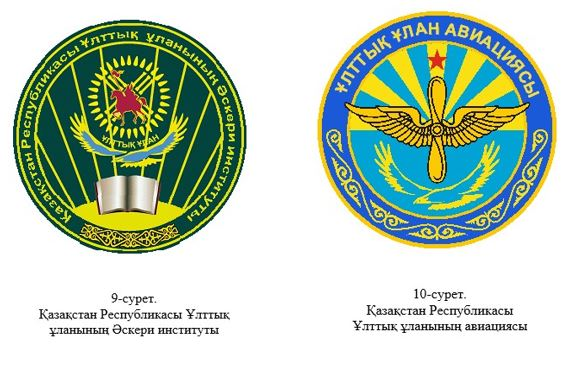 Қазақстан Республикасы Ұлттық ұланының Әскери институты
ҰЛТТЫҚ ҰЛАН
9-сурет.
Қазақстан Республикасы Ұлттық
ұланының Әскери институты
ҰЛТТЫҚ ҰЛАН АВИАЦИЯСЫ
10-сурет.
Қазақстан Республикасы
Ұлттық ұланының авиациясы